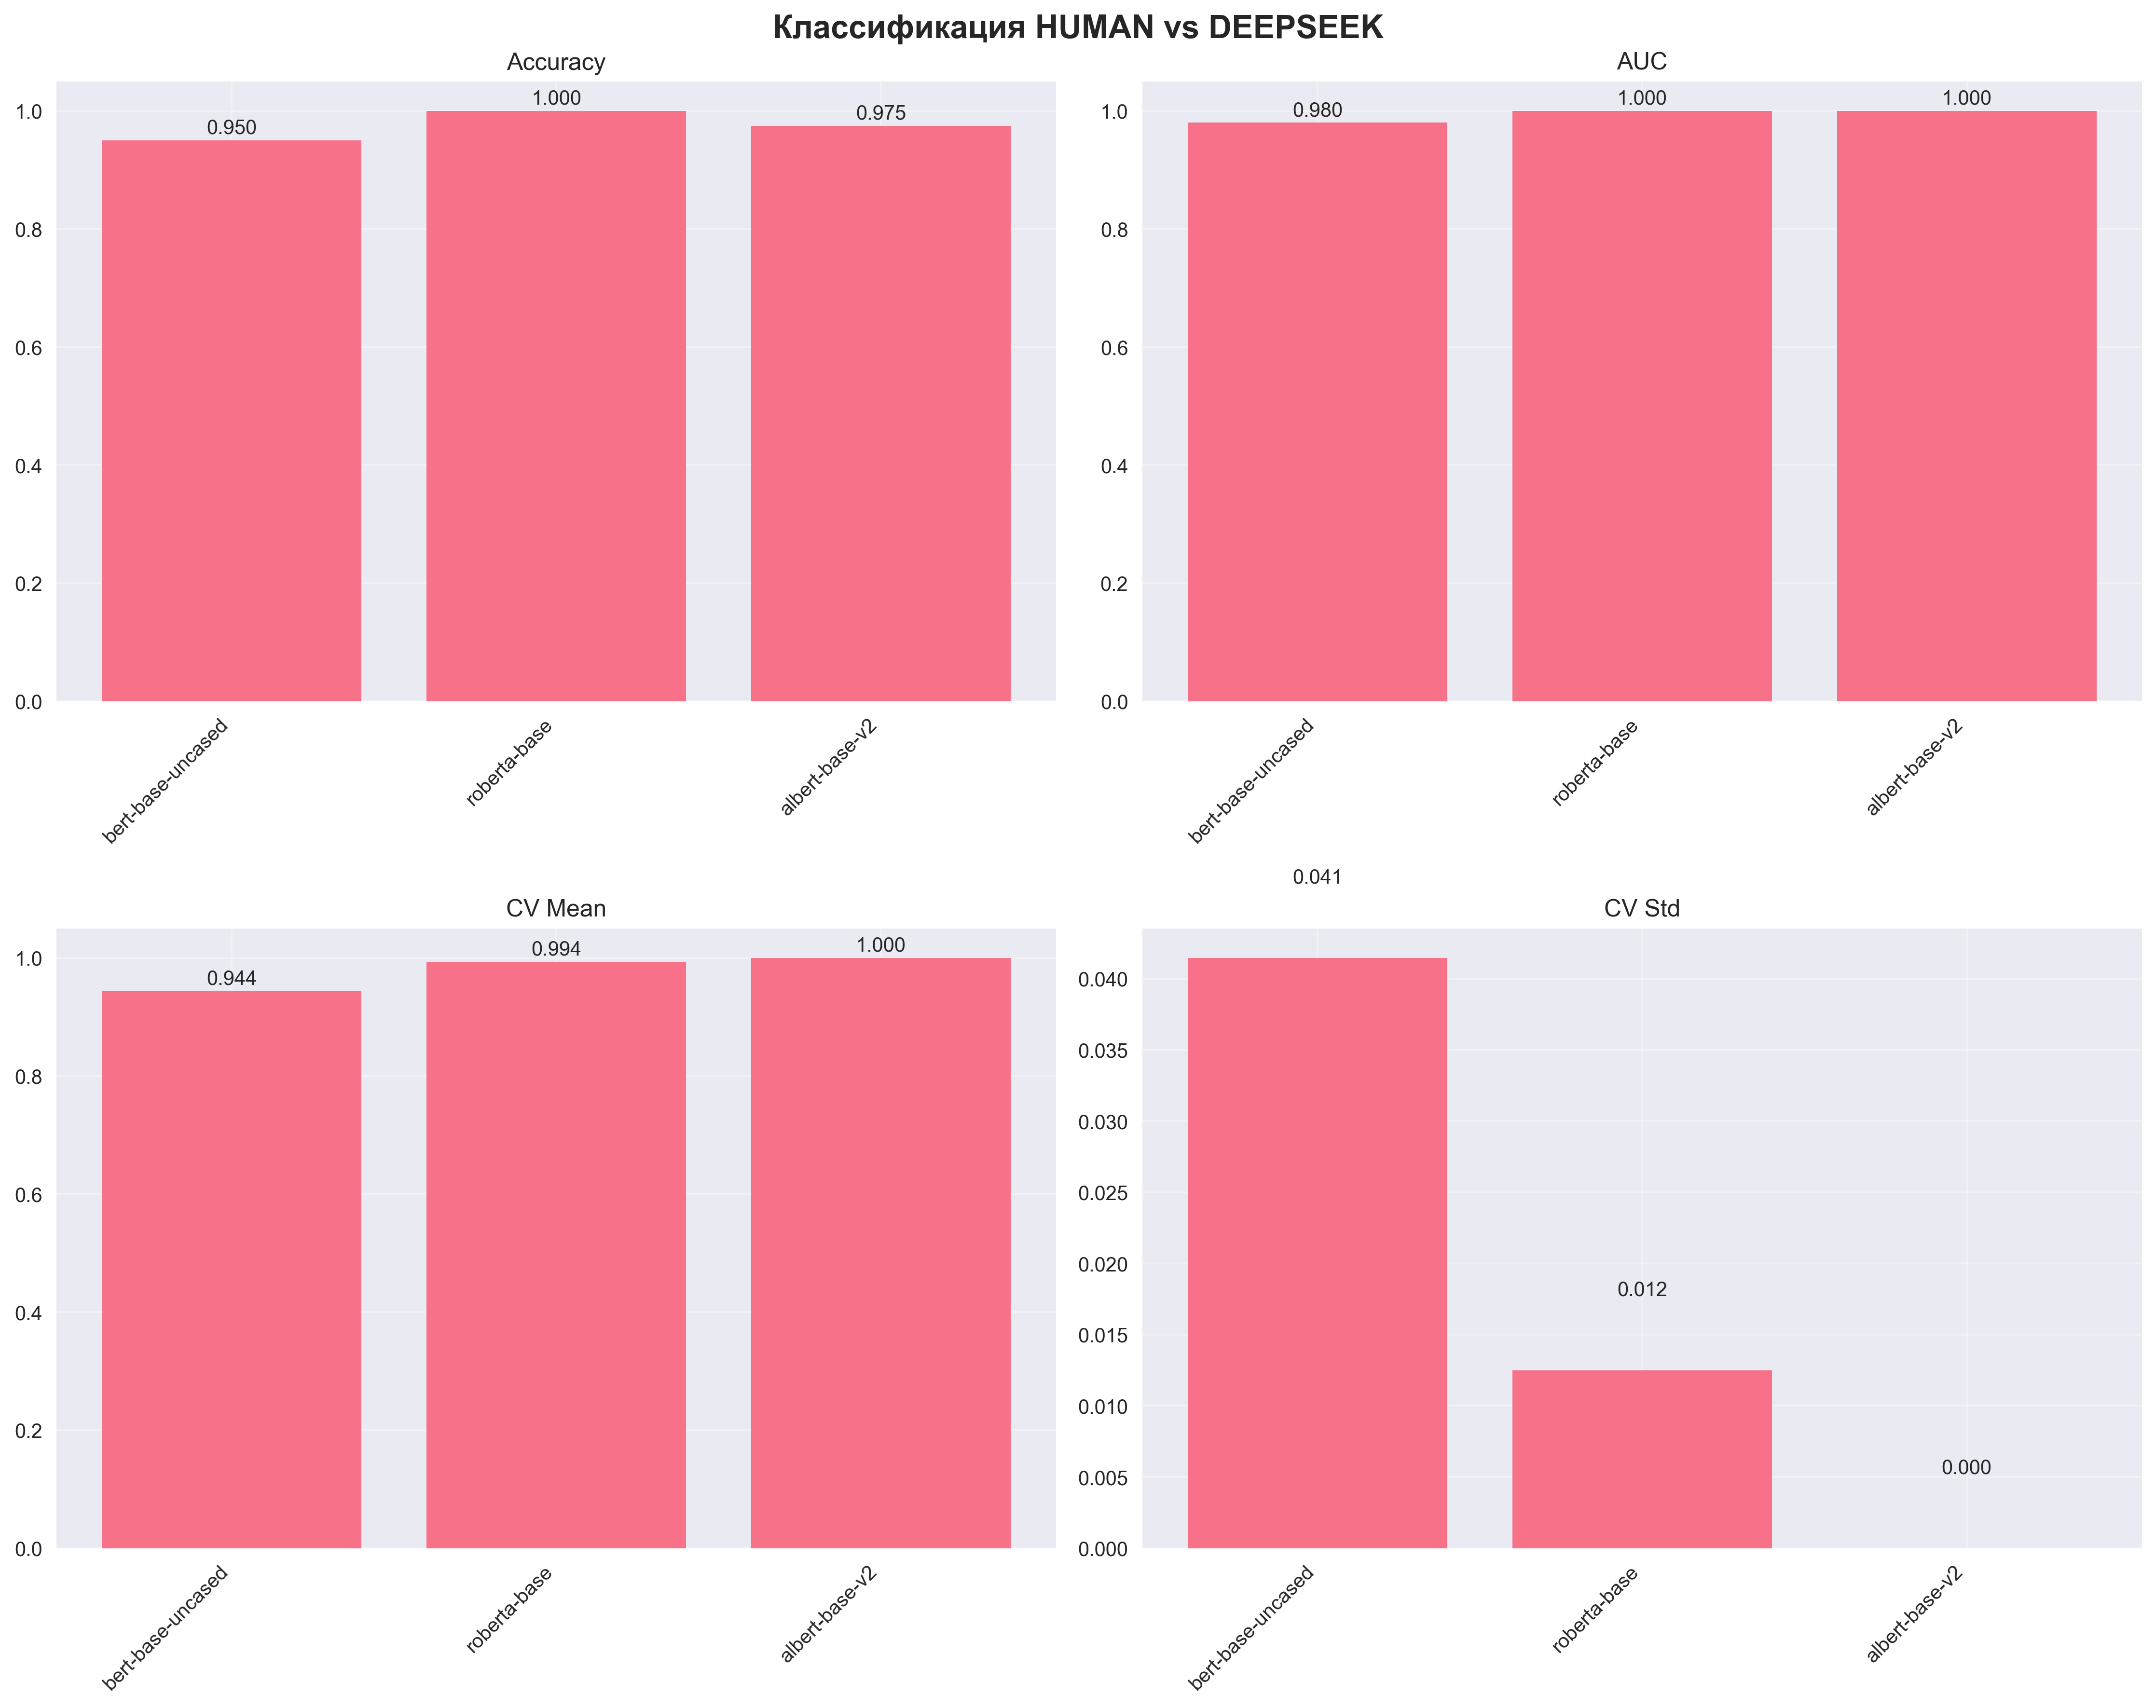 Классификация HUMAN vs DEEPSEEK
Accuracy
1.0
0.8
0.6
0.4
0.2
0.0
0.950
1.000
0.975
bert-base-uncased
roberta-base
albert-base-v2
AUC
1.0
0.8
0.6
0.4
0.2
0.0
0.980
1.000
1.000
bert-base-uncased
roberta-base
albert-base-v2
CV Mean
1.0
0.8
0.6
0.4
0.2
0.0
0.944
0.994
1.000
bert-base-uncased
roberta-base
albert-base-v2
0.041
CV Std
0.040
0.035
0.030
0.025
0.020
0.015
0.010
0.005
0.000
0.012
0.000
bert-base-uncased
roberta-base
albert-base-v2